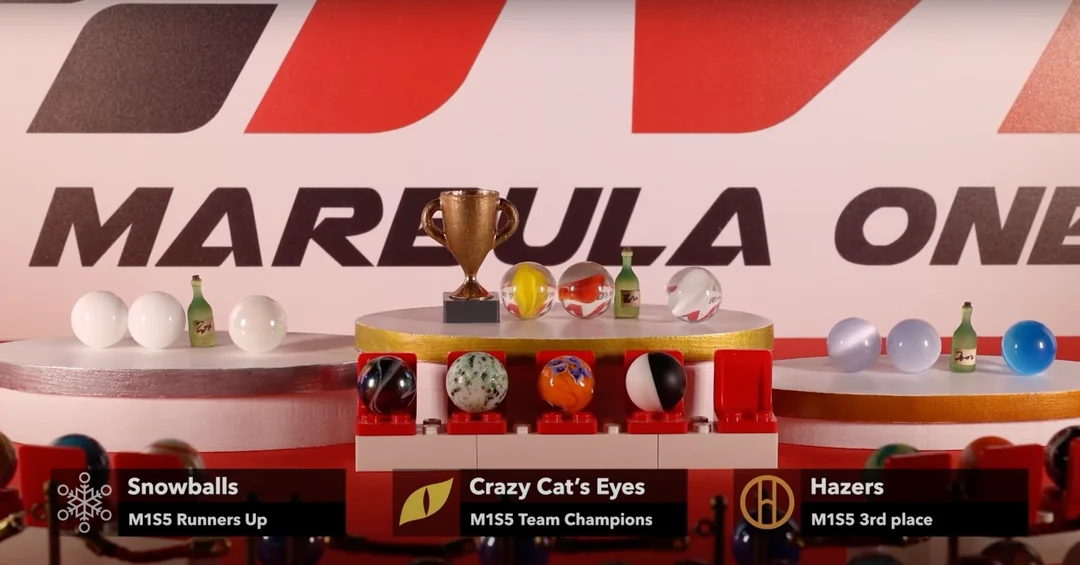 MARBULA ONE
Snowballs
M1S5 Runners Up
Crazy Cat's Eyes
M1S5 Team Champions
Hazers
M1S5 3rd place